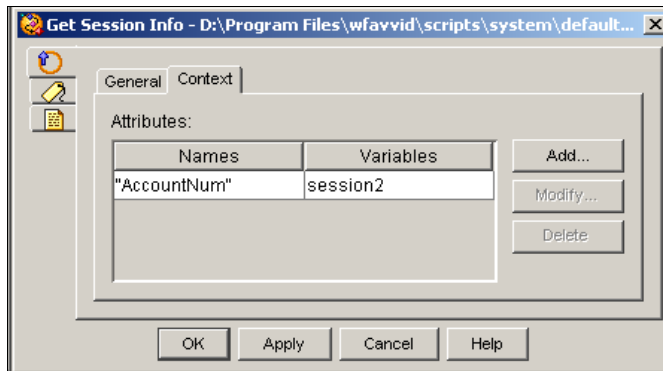 Get Session Info - D:\Program Files\wfavvid\scripts\system\default...
General Context
Attributes:
Names Variables Add...
"AccountNum" session2
Modify...
Delete
OK Apply Cancel Help